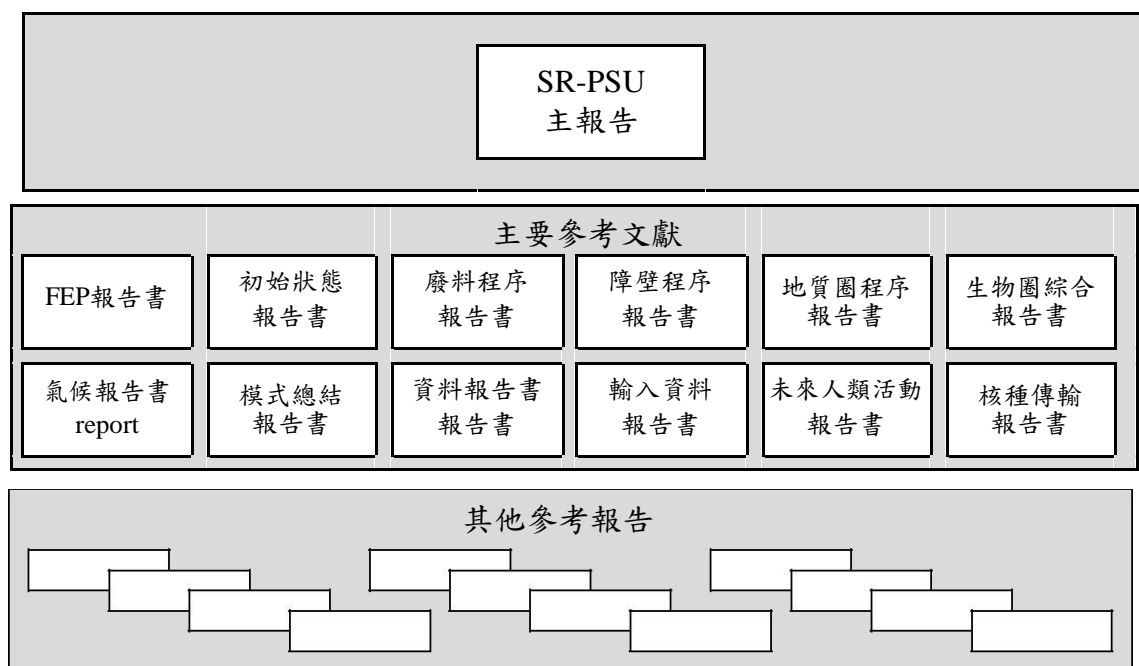 SR-PSU
主報告
主要參考文獻
FEP報告書
初始狀態
報告書
廢料程序
報告書
障壁程序
報告書
地質圈程序
報告書
生物圈綜合
報告書
氣候報告書
report
模式總結
報告書
資料報告書
報告書
輸入資料
報告書
未來人類活動
報告書
核種傳輸
報告書
其他參考報告